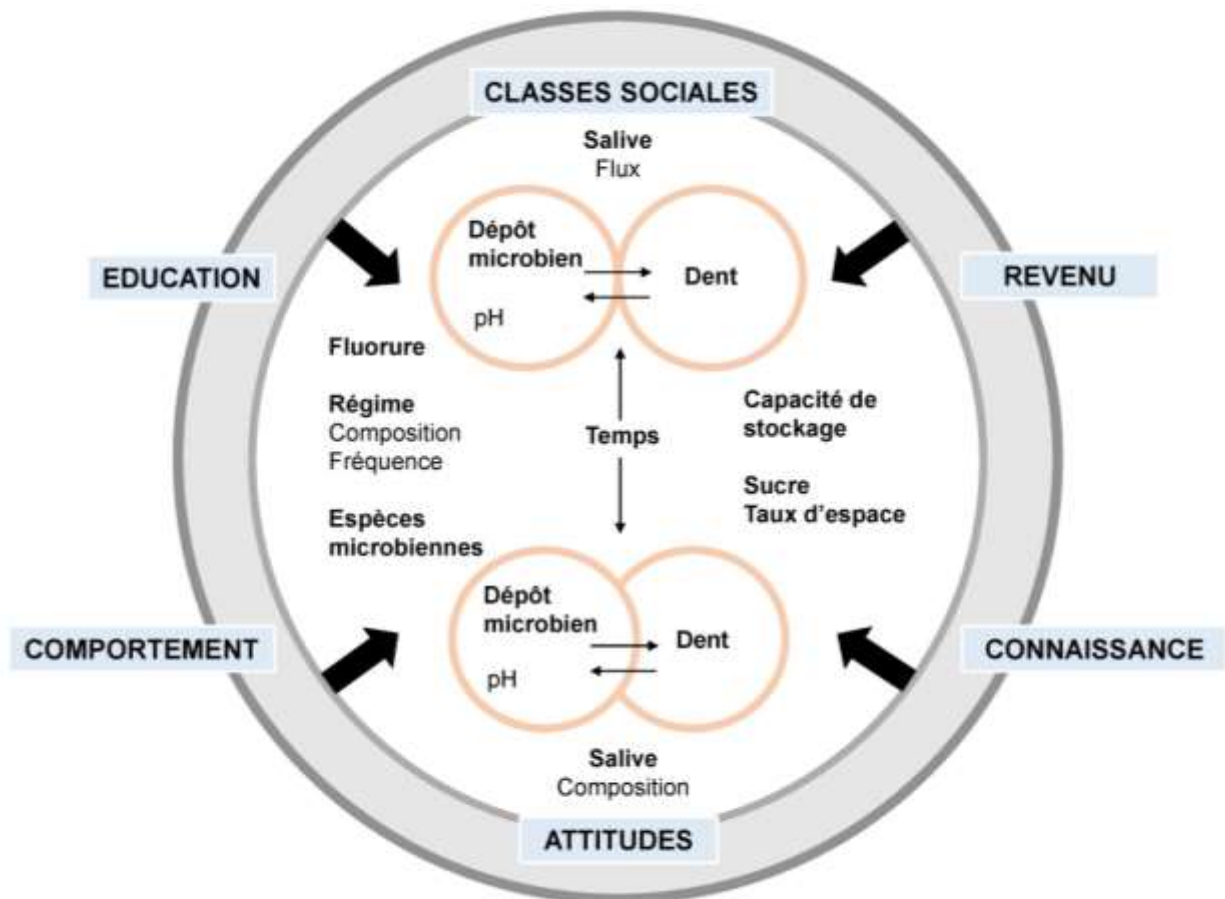 CLASSES SOCIALES
Salive
Flux
EDUCATION
REVENU
Dépôt
microbien
pH
Dent
Fluorure
Régime
Composition
Fréquence
Espèces
microbiennes
Temps
Capacité de
stockage
Sucre
Taux d'espace
Dépôt
microbien
pH
Dent
COMPORTEMENT
CONNAISSANCE
Salive
Composition
ATTITUDES